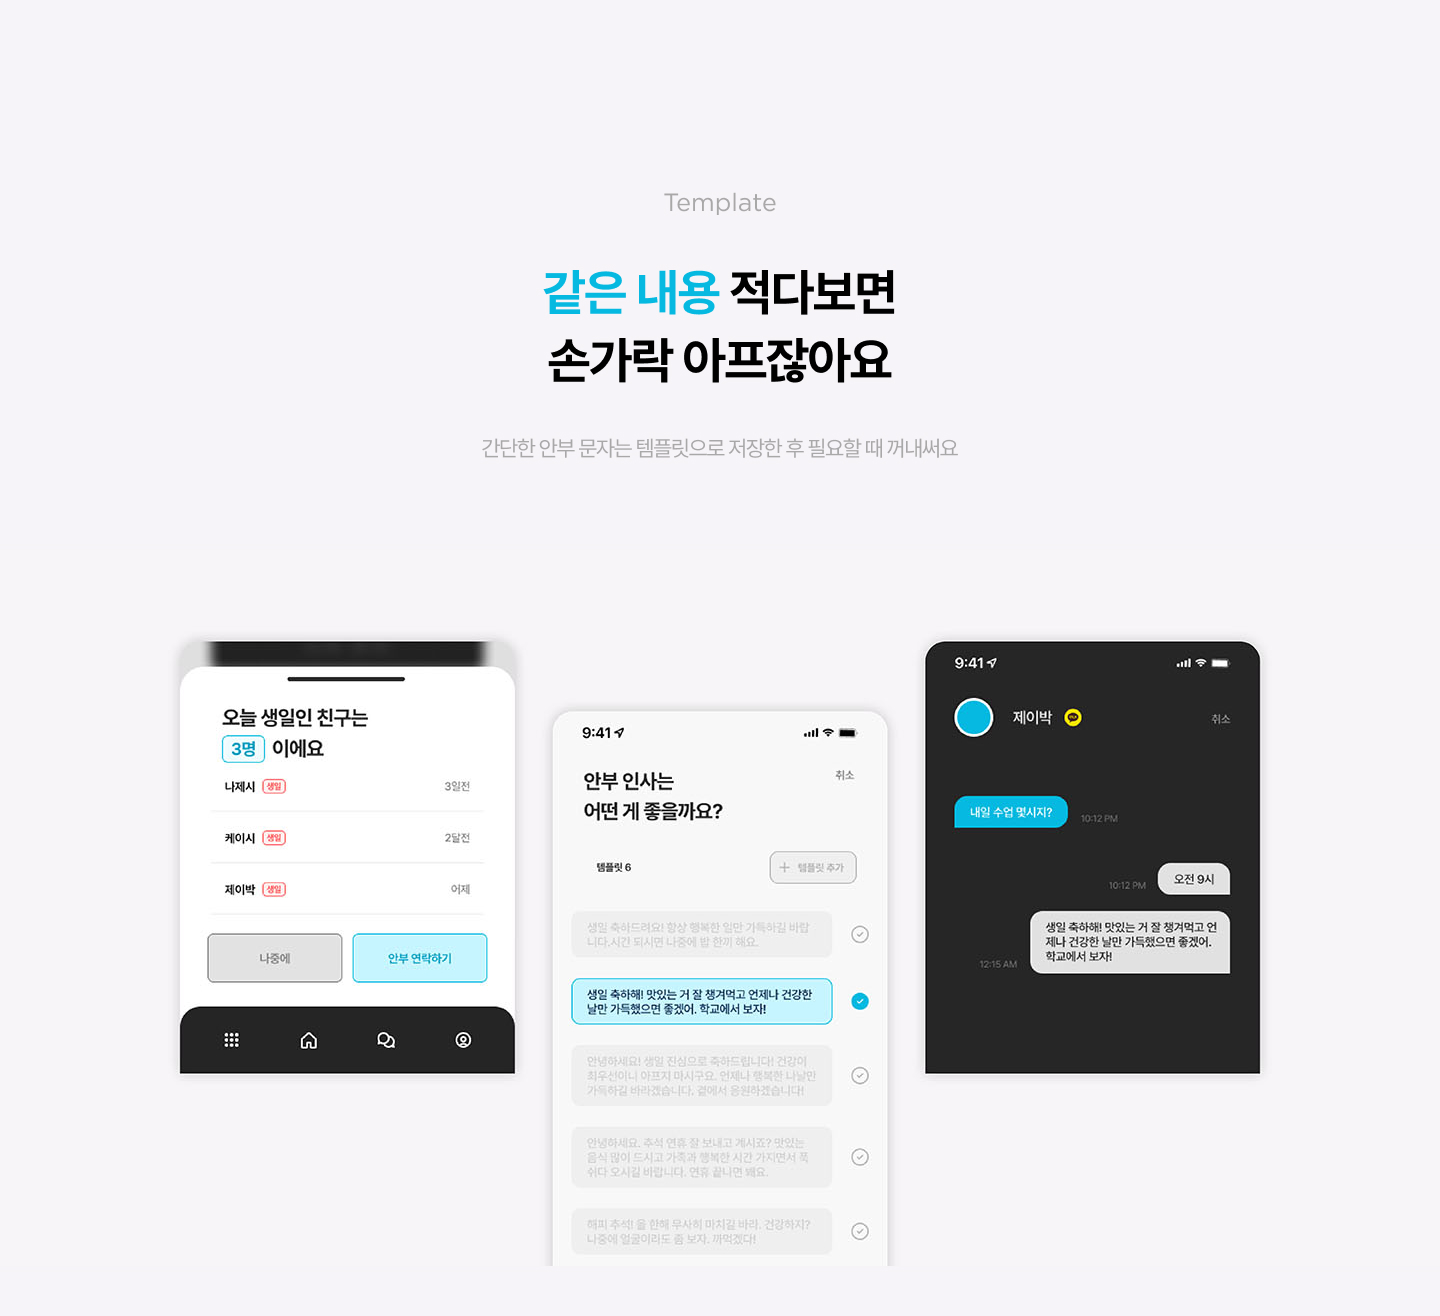 Template
같은 내용 적다보면
손가락 아프잖아요
간단한 안부 문자는 템플릿으로 저장한 후 필요할 때 꺼내써요
오늘 생일인 친구는
3명 이에요
나제시 생일 3일전
케이시 생일 2달전
제이박 생일 어제
나중에 안부 연락하기
9:41
안부 인사는 취소
어떤 게 좋을까요?
템플릿 6 + 템플릿 추가
생일 축하드려요! 항상 행복한 일만 가득하길 바랍
니다.시간 되시면 나중에 밥 한끼 해요.
생일 축하해! 맛있는 거 잘 챙겨먹고 언제나 건강한
날만 가득했으면 좋겠어. 학교에서 보자!
안녕하세요! 생일 진심으로 축하드립니다! 건강이
최우선이니 아프지 마시구요. 언제나 행복한 나날만
가득하길 바라겠습니다. 곁에서 응원하겠습니다!
안녕하세요. 추석 연휴 잘 보내고 계시죠? 맛있는
음식 많이 드시고 가족과 행복한 시간 가지면서 푹
쉬다 오시길 바랍니다. 연휴 끝나면 봬요.
해피 추석! 올 한해 무사히 미치길 바라. 건강하지?
나중에 얼굴이라도 좀 보자. 까먹겠다!
9:41
제이박 취소
내일 수업 몇시지? 10:12 PM
10:12 PM 오전 9시
생일 축하해! 맛있는 거 잘 챙겨먹고 언
제나 건강한 날만 가득했으면 좋겠어.
학교에서 보자!
12:15 AM